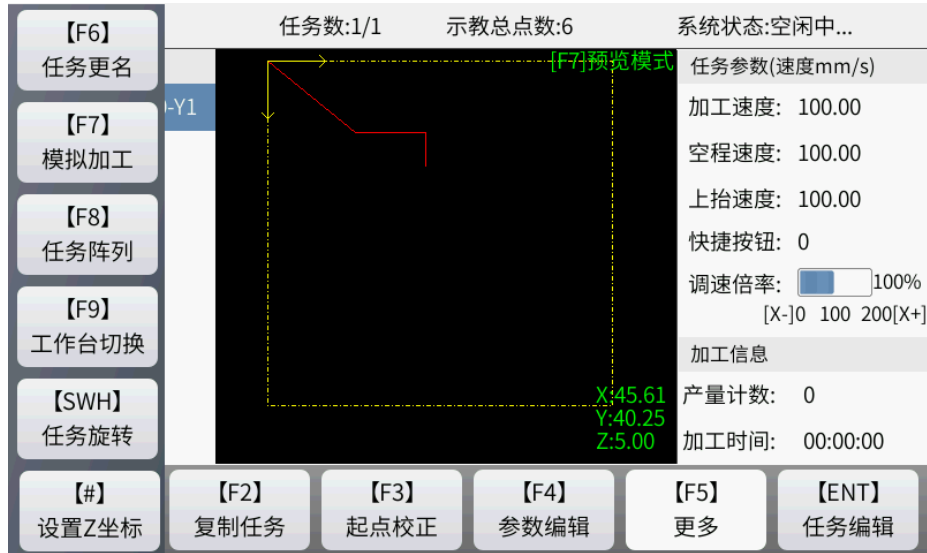 【F6】
任务更名
【F7】
模拟加工
【F8】
任务阵列
【F9】
工作台切换
【SWH】
任务旋转
【#】
设置Z坐标
任务数:1/1 示教总点数:6 系统状态:空闲中...
-Y1
[F7]预览模式
X:45.61
Y:40.25
Z:5.00
任务参数(速度mm/s)
加工速度: 100.00
空程速度: 100.00
上抬速度: 100.00
快捷按钮: 0
调速倍率: 100%
[X-]0 100 200[X+]
加工信息
产量计数: 0
加工时间: 00:00:00
【F2】
复制任务
【F3】
起点校正
【F4】
参数编辑
【F5】
更多
【ENT】
任务编辑